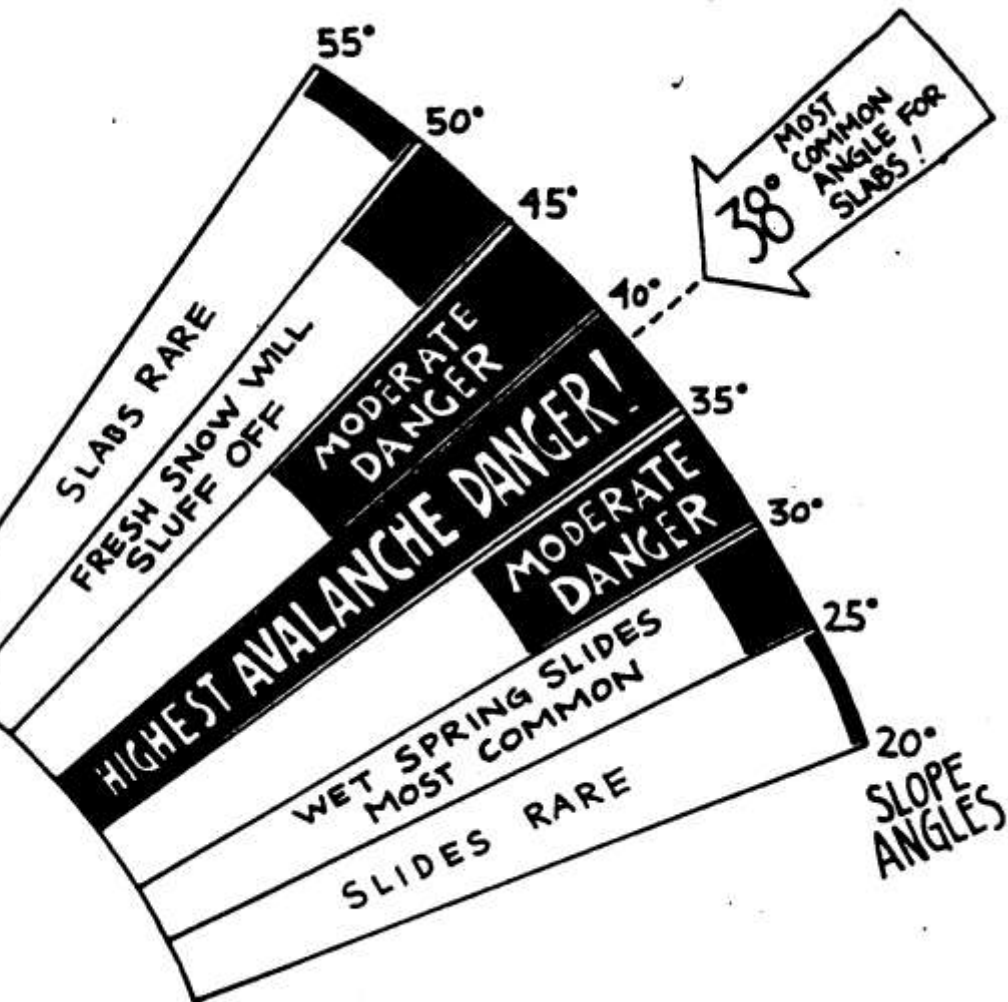 55°
50°
45°
40°
35°
30°
25°
20°
SLOPE
ANGLES
MOST
COMMON
ANGLE FOR
SLABS!
38°
SLABS RARE
FRESH SNOW WILL
SLUFF OFF
MODERATE
DANGER
HIGHEST AVALANCHE DANGER!
MODERATE
DANGER
WET SPRING SLIDES
MOST COMMON
SLIDES RARE